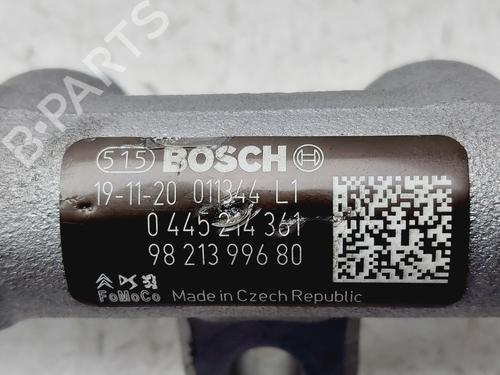 B-PARTS
515 BOSCH
19-11-20 011344 L1
0 445 214 361
98 213 996 80
FoMoCo Made in Czech Republic